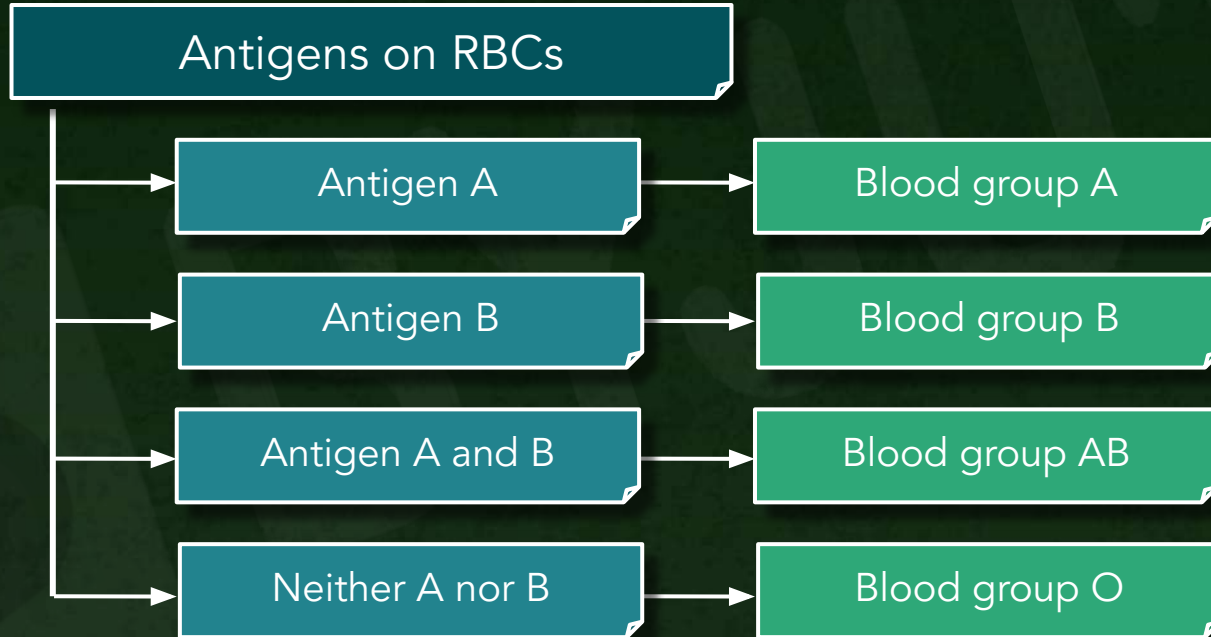 Antigens on RBCs
Antigen A
Blood group A
Antigen B
Blood group B
Antigen A and B
Blood group AB
Neither A nor B
Blood group O